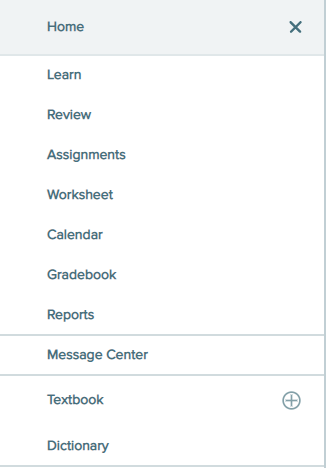 Home
Learn
Review
Assignments
Worksheet
Calendar
Gradebook
Reports
Message Center
Textbook
Dictionary